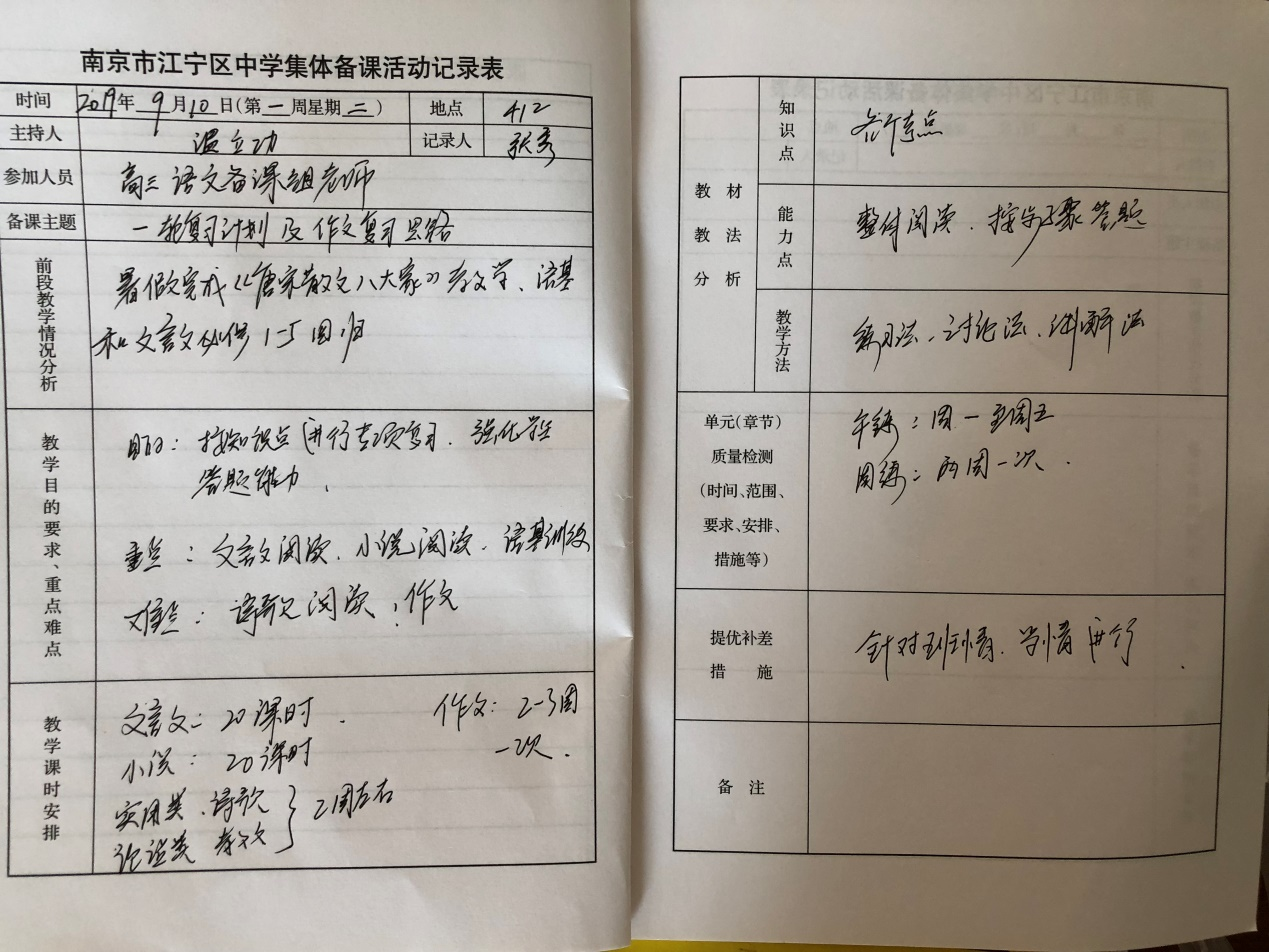 南京市江宁区中学集体备课活动记录表
时间 2019年 9 月 10 日(第 一 周星期 二 ) 地点 412
主持人 温立功 记录人 张秀
参加人员 高三语文备课组老师
备课主题 一轮复习计划及作文复习思路
前段教学情况分析
暑假完成《唐宋散文八大家》教学、语基
和文言文 1-5 回归
教学目的要求、重点难点
目的：按知识点进行专项复习、强化学生
答题能力、
重点：文言文阅读、小说阅读、语基训练
难点：诗歌阅读、作文
教学课时安排
文言文：20课时. 作文：2-3周
小说：20课时 一次.
实用类、诗歌 2周左右
论述类
教材教法分析
知识点 各个考点
能力点 整体阅读、按步骤答题
教学方法 练习法、讨论法、讲解法
单元(章节)
质量检测
(时间、范围、
要求、安排、
措施等)
午练：周一至周五
周练：两周一次.
提优补差
措施
针对班情、学情进行.
备注